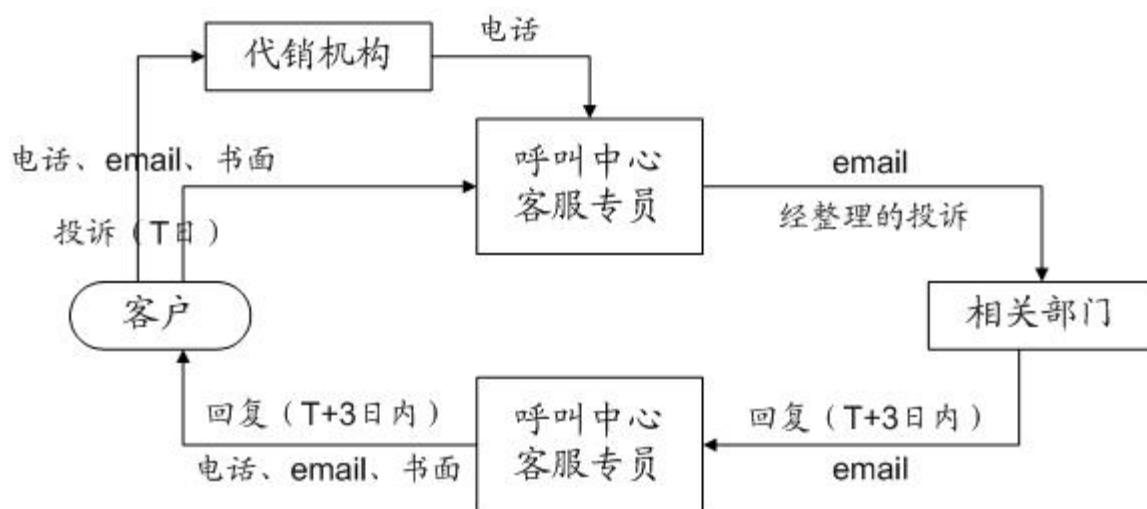 代销机构
电话
呼叫中心
客服专员
电话、email、书面
投诉（T日）
email
经整理的投诉
客户
相关部门
回复（T+3日内）
电话、email、书面
呼叫中心
客服专员
回复（T+3日内）
email